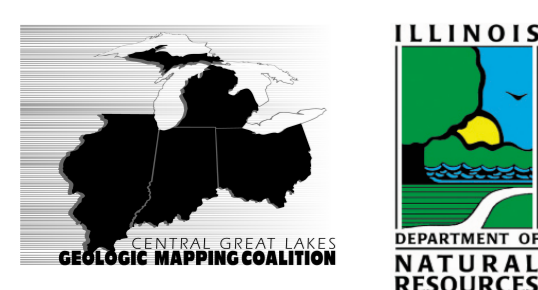 CENTRAL GREAT LAKES
GEOLOGIC MAPPING COALITION
ILLINOIS
DEPARTMENT OF
NATURAL
RESOURCES